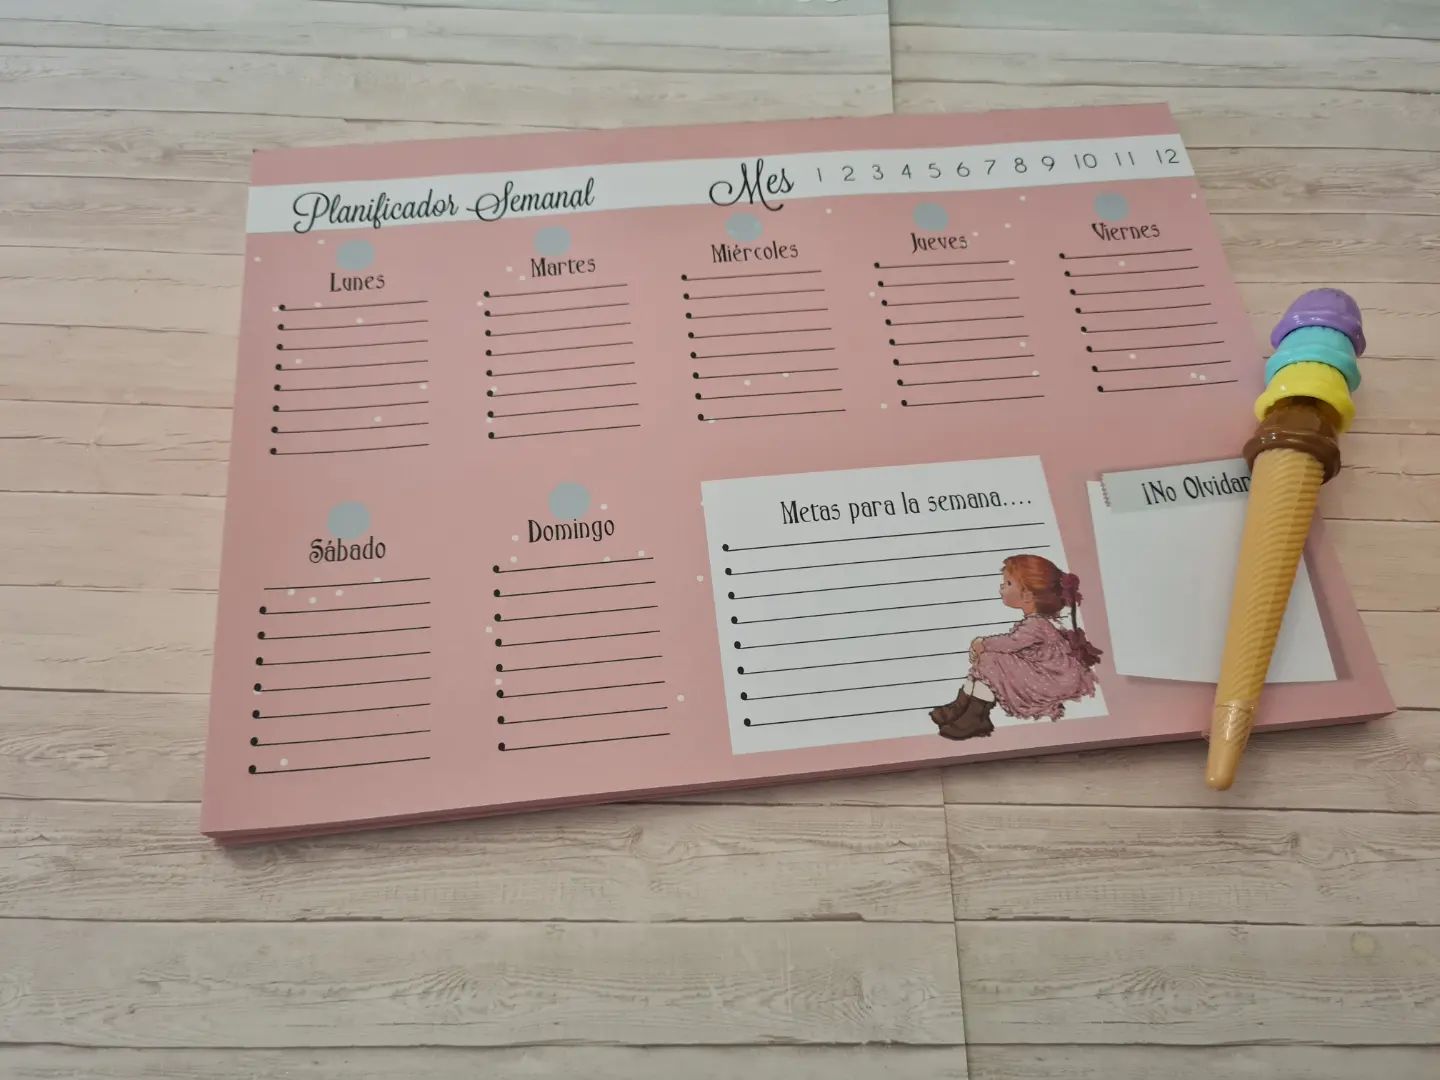 Planificador Semanal
Mes 1 2 3 4 5 6 7 8 9 10 11 12
Lunes
Martes
Miércoles
Jueves
Viernes
Sábado
Domingo
Metas para la semana....
¡No Olvidar